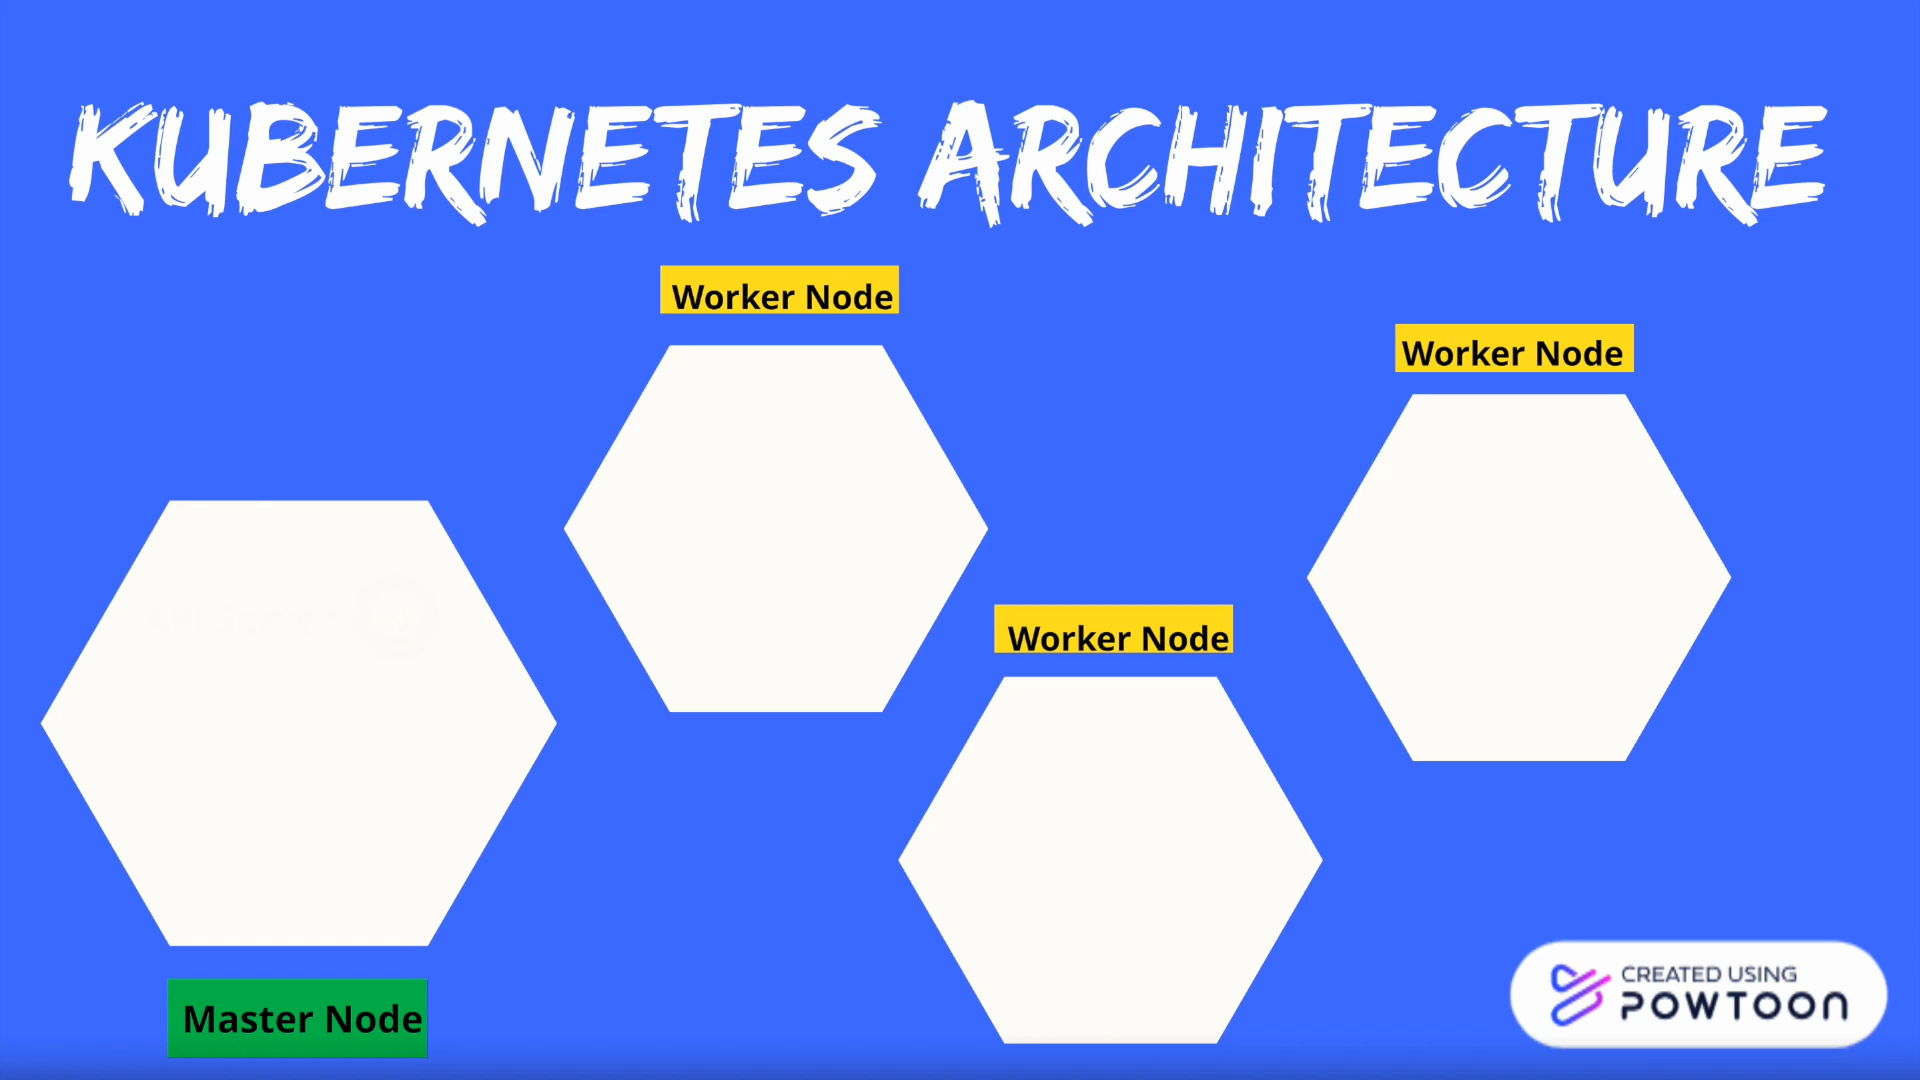 KUBERNETES ARCHITECTURE
Worker Node
Worker Node
Worker Node
Master Node
CREATED USING
POWTOON